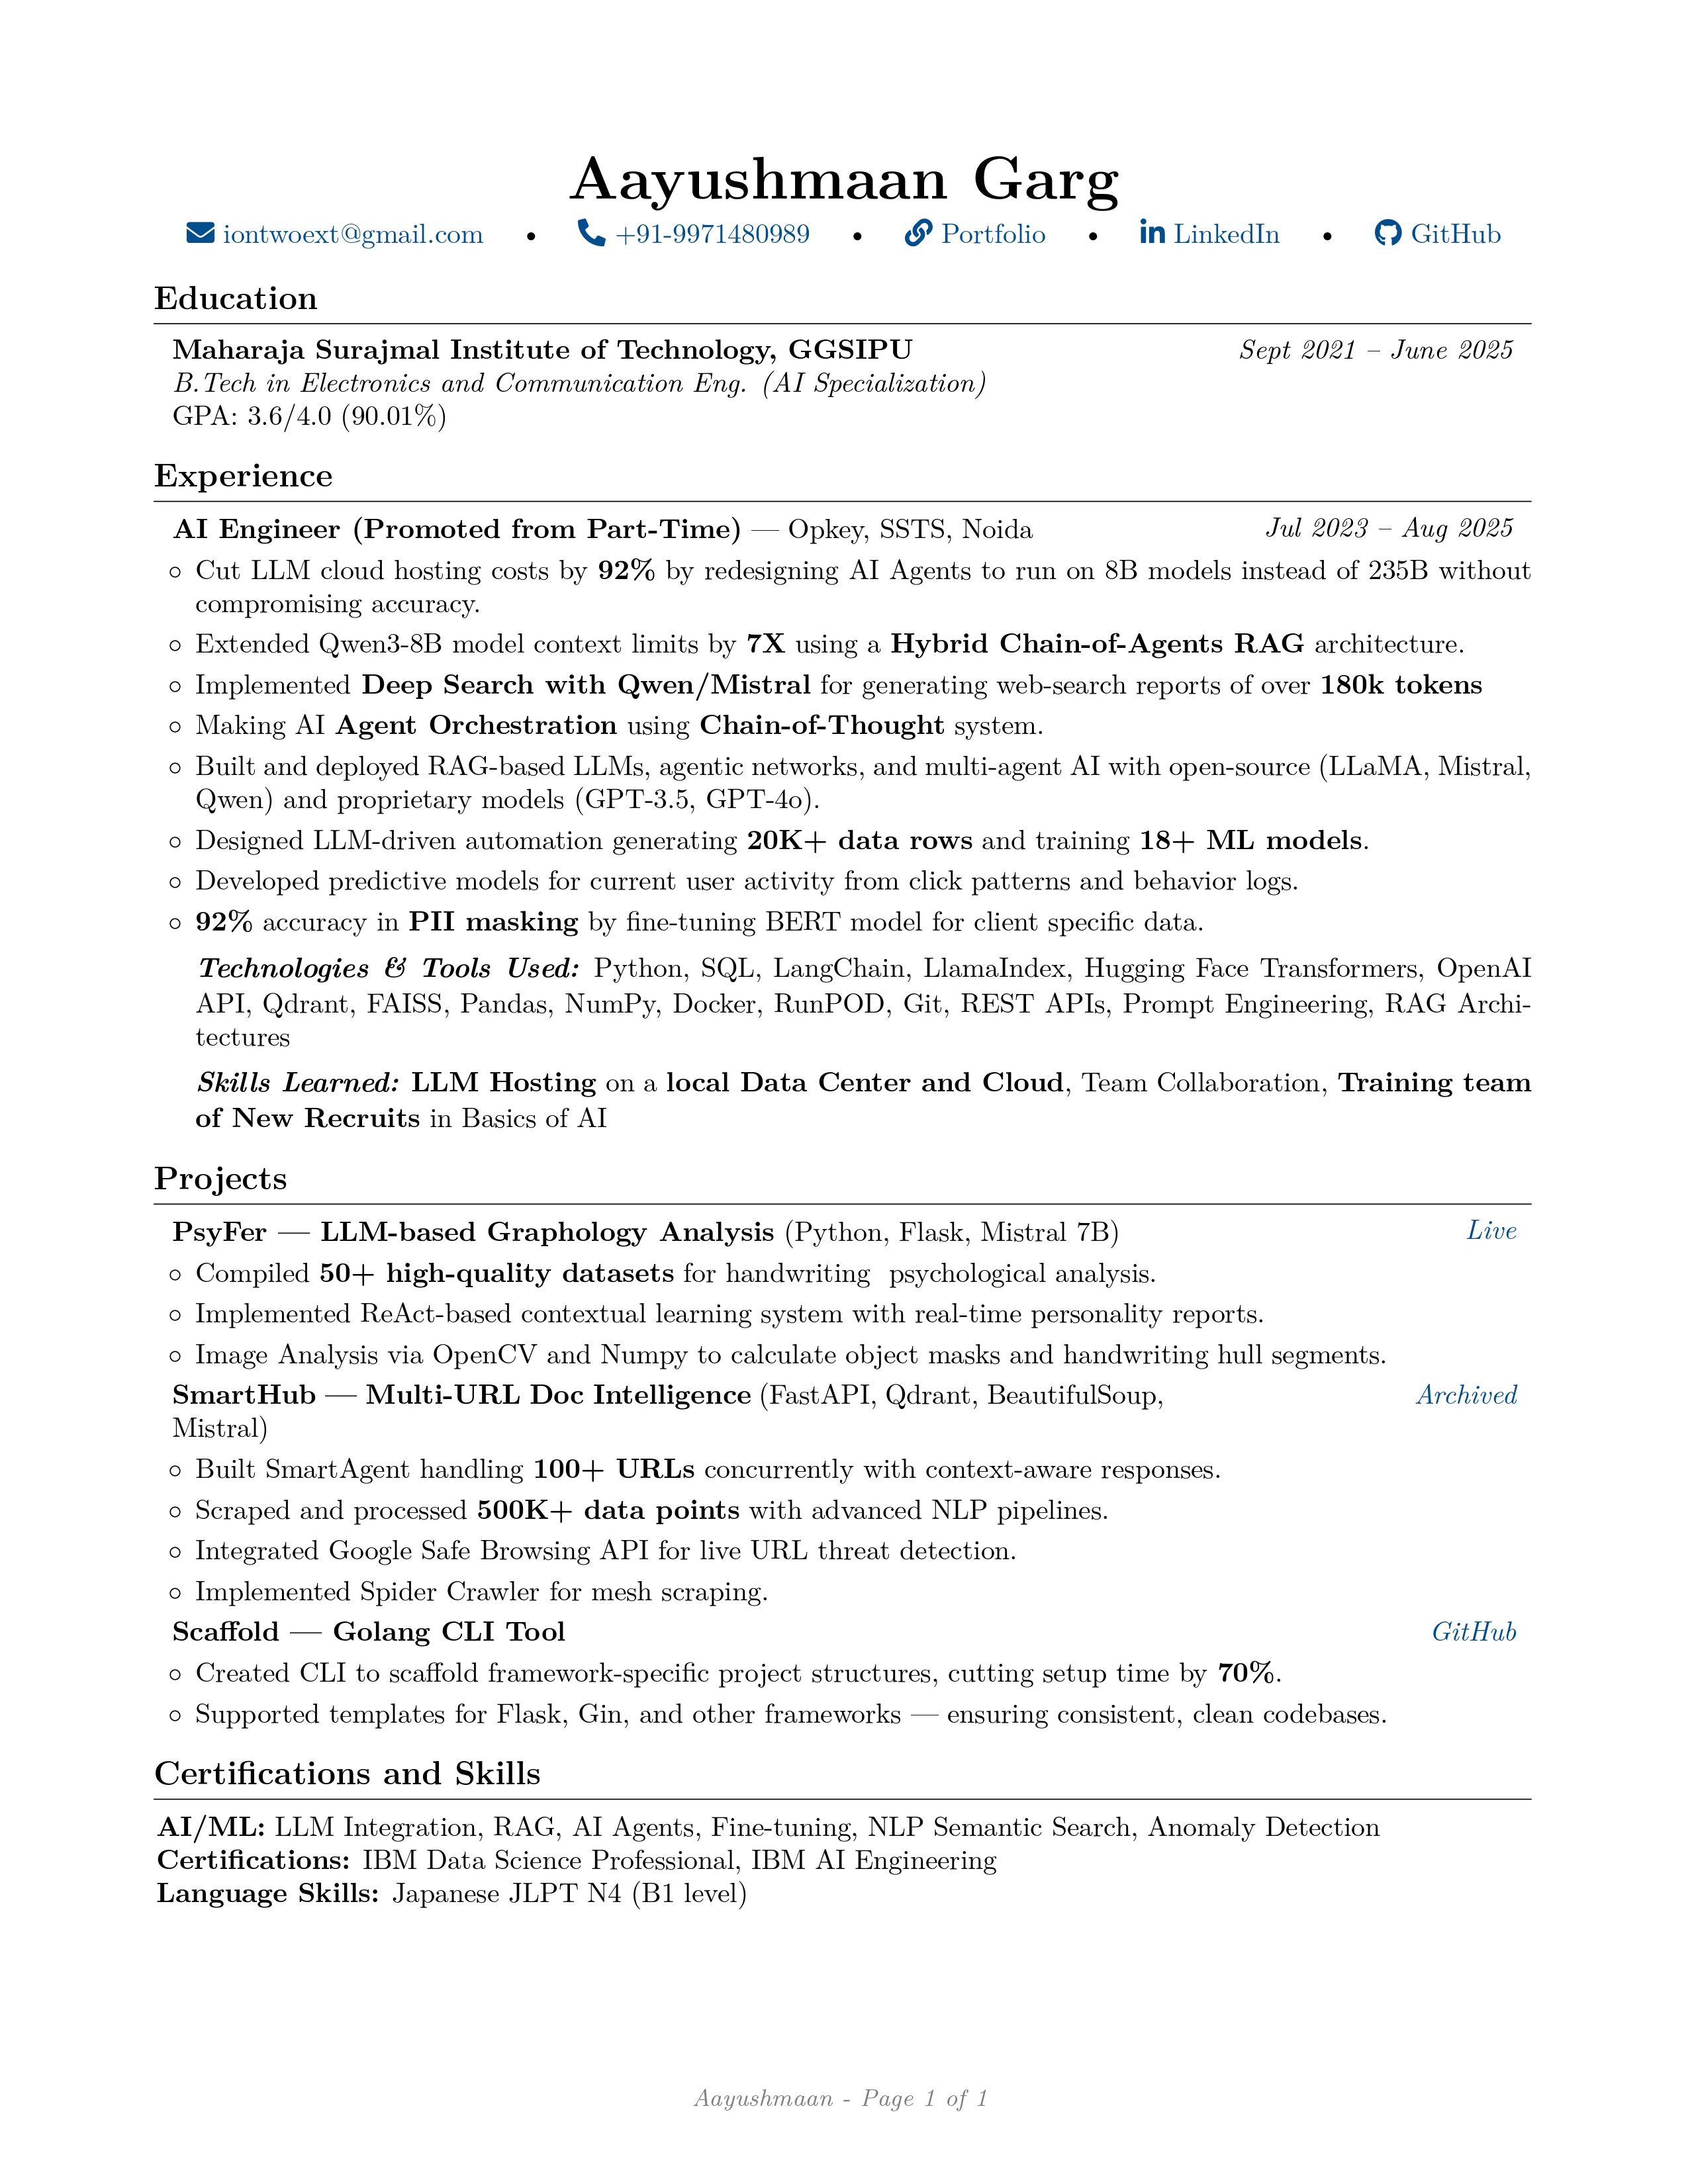 Aayushmaan Garg
iontwoext@gmail.com • +91-9971480989 • Portfolio • LinkedIn • GitHub
Education
Maharaja Surajmal Institute of Technology, GGSIPU Sept 2021 – June 2025
B.Tech in Electronics and Communication Eng. (AI Specialization)
GPA: 3.6/4.0 (90.01%)
Experience
AI Engineer (Promoted from Part-Time) — Opkey, SSTS, Noida Jul 2023 – Aug 2025
○ Cut LLM cloud hosting costs by 92% by redesigning AI Agents to run on 8B models instead of 235B without
compromising accuracy.
○ Extended Qwen3-8B model context limits by 7X using a Hybrid Chain-of-Agents RAG architecture.
○ Implemented Deep Search with Qwen/Mistral for generating web-search reports of over 180k tokens
○ Making AI Agent Orchestration using Chain-of-Thought system.
○ Built and deployed RAG-based LLMs, agentic networks, and multi-agent AI with open-source (LLaMA, Mistral,
Qwen) and proprietary models (GPT-3.5, GPT-4o).
○ Designed LLM-driven automation generating 20K+ data rows and training 18+ ML models.
○ Developed predictive models for current user activity from click patterns and behavior logs.
○ 92% accuracy in PII masking by fine-tuning BERT model for client specific data.
Technologies & Tools Used: Python, SQL, LangChain, LlamaIndex, Hugging Face Transformers, OpenAI
API, Qdrant, FAISS, Pandas, NumPy, Docker, RunPOD, Git, REST APIs, Prompt Engineering, RAG Archi-
tectures
Skills Learned: LLM Hosting on a local Data Center and Cloud, Team Collaboration, Training team
of New Recruits in Basics of AI
Projects
PsyFer — LLM-based Graphology Analysis (Python, Flask, Mistral 7B) Live
○ Compiled 50+ high-quality datasets for handwriting psychological analysis.
○ Implemented ReAct-based contextual learning system with real-time personality reports.
○ Image Analysis via OpenCV and Numpy to calculate object masks and handwriting hull segments.
SmartHub — Multi-URL Doc Intelligence (FastAPI, Qdrant, BeautifulSoup, Archived
Mistral)
○ Built SmartAgent handling 100+ URLs concurrently with context-aware responses.
○ Scraped and processed 500K+ data points with advanced NLP pipelines.
○ Integrated Google Safe Browsing API for live URL threat detection.
○ Implemented Spider Crawler for mesh scraping.
Scaffold — Golang CLI Tool GitHub
○ Created CLI to scaffold framework-specific project structures, cutting setup time by 70%.
○ Supported templates for Flask, Gin, and other frameworks — ensuring consistent, clean codebases.
Certifications and Skills
AI/ML: LLM Integration, RAG, AI Agents, Fine-tuning, NLP Semantic Search, Anomaly Detection
Certifications: IBM Data Science Professional, IBM AI Engineering
Language Skills: Japanese JLPT N4 (B1 level)
Aayushmaan - Page 1 of 1